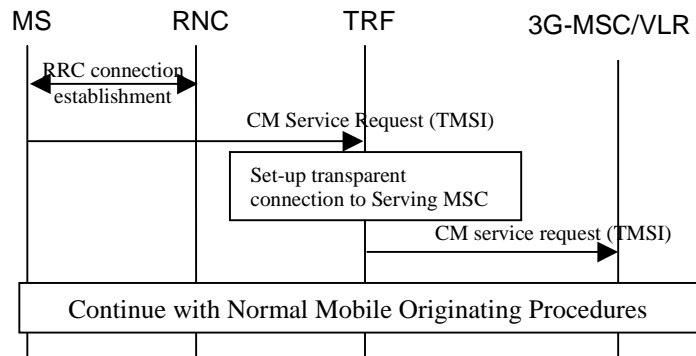 MS RNC TRF 3G-MSC/VLR
RRC connection
establishment
CM Service Request (TMSI)
Set-up transparent
connection to Serving MSC
CM service request (TMSI)
Continue with Normal Mobile Originating Procedures